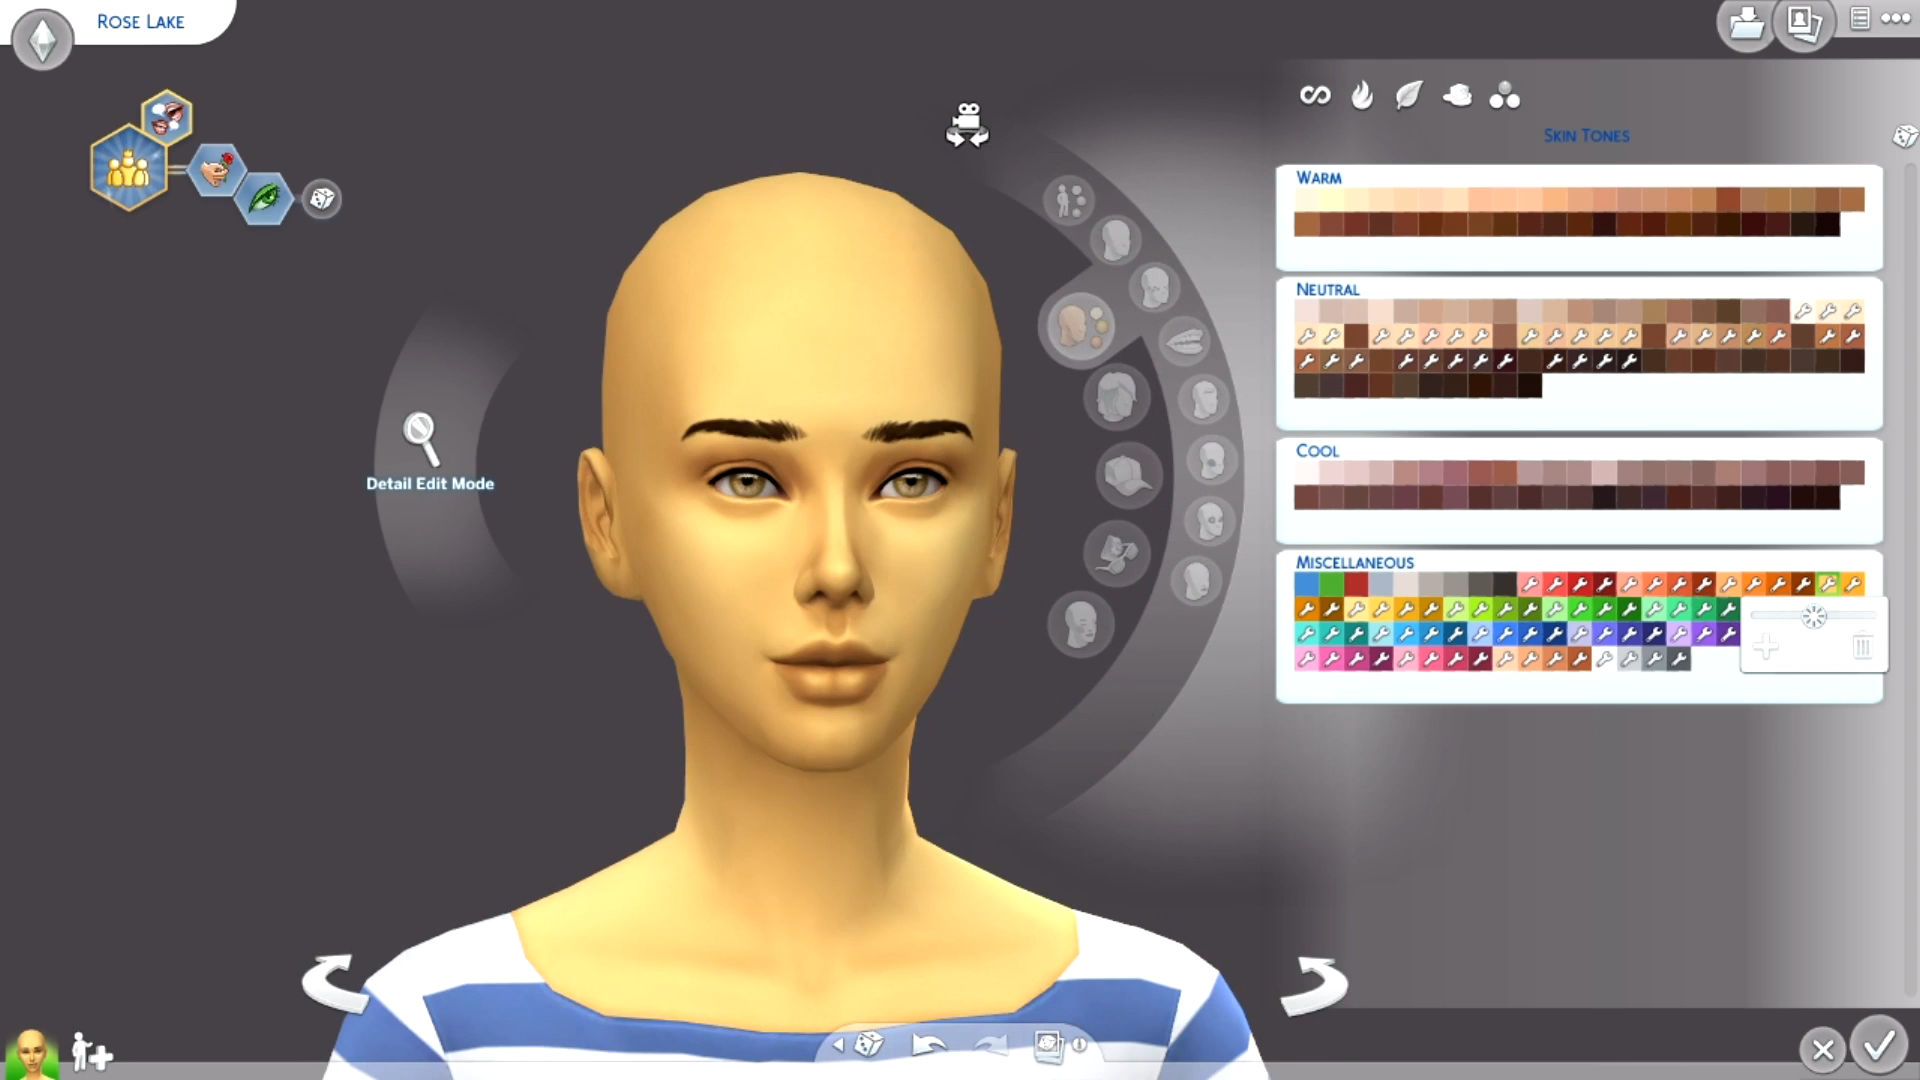 Rose Lake
Skin Tones
Warm
Neutral
Cool
Miscellaneous
Detail Edit Mode